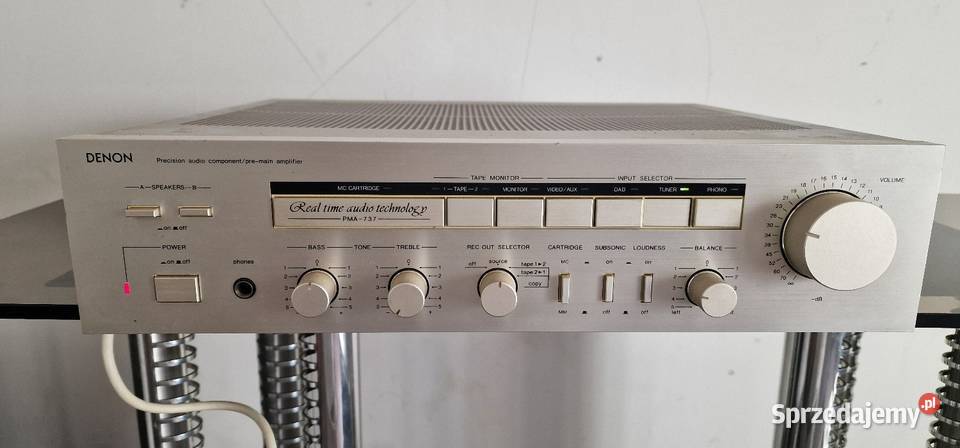 DENON Precision audio component/pre-main amplifier
TAPE MONITOR INPUT SELECTOR
A SPEAKERS B
MC CARTRIDGE 1 TAPE 2 MONITOR VIDEO/AUX DAD TUNER PHONO
VOLUME
Real time audio technology
PMA-737
on off
POWER
on off
phones
BASS TONE TREBLE
REC OUT SELECTOR CARTRIDGE SUBSONIC LOUDNESS BALANCE
off source tape 1 2
tape 2 1
copy
MC on on
MM off off
left
-dB
Sprzedajemy.pl